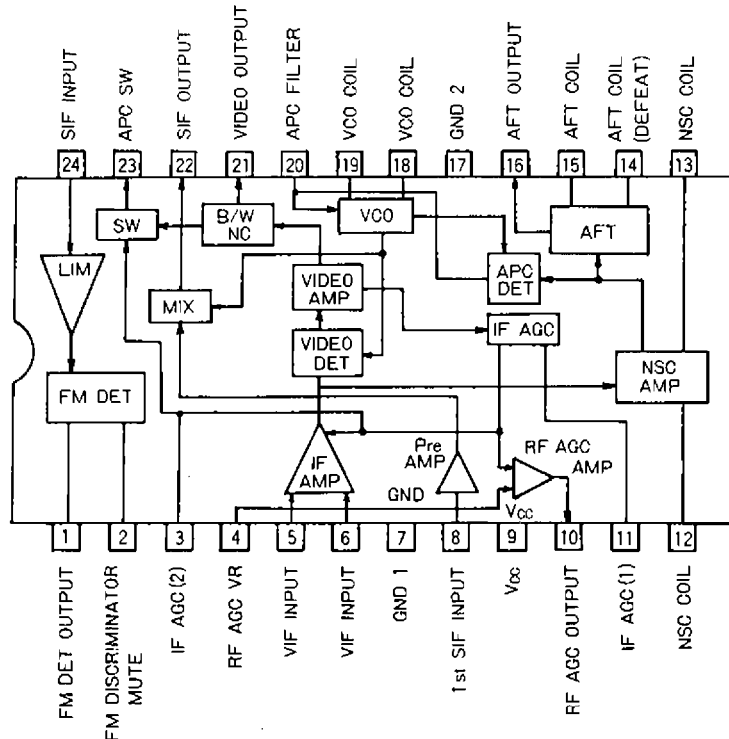 SIF INPUT
APC SW
SIF OUTPUT
VIDEO OUTPUT
APC FILTER
VCO COIL
VCO COIL
GND 2
AFT OUTPUT
AFT COIL
AFT COIL
(DEFEAT)
NSC COIL
24
23
22
21
20
19
18
17
16
15
14
13
SW
B/W
NC
VCO
AFT
LIM
MIX
VIDEO
AMP
APC
DET
IF AGC
VIDEO
DET
NSC
AMP
FM DET
IF
AMP
Pre
AMP
RF AGC
AMP
GND
VCC
1
2
3
4
5
6
7
8
9
10
11
12
FM DET OUTPUT
FM DISCRIMINATOR
MUTE
IF AGC(2)
RF AGC VR
VIF INPUT
VIF INPUT
GND 1
1st SIF INPUT
VCC
RF AGC OUTPUT
IF AGC(1)
NSC COIL